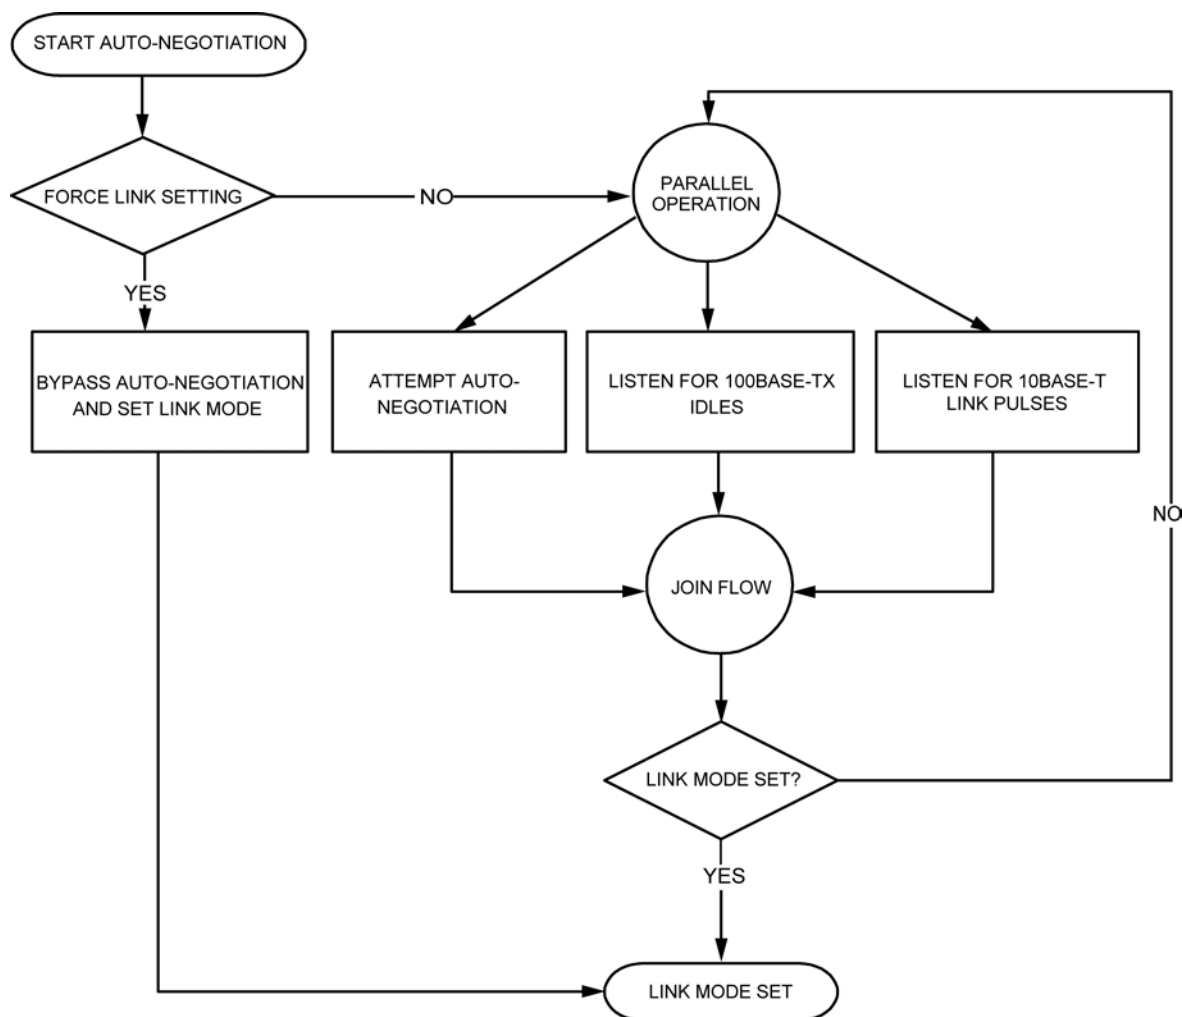 START AUTO-NEGOTIATION
FORCE LINK SETTING
NO
PARALLEL
OPERATION
YES
BYPASS AUTO-NEGOTIATION
AND SET LINK MODE
ATTEMPT AUTO-
NEGOTIATION
LISTEN FOR 100BASE-TX
IDLES
LISTEN FOR 10BASE-T
LINK PULSES
NO
JOIN FLOW
LINK MODE SET?
YES
LINK MODE SET